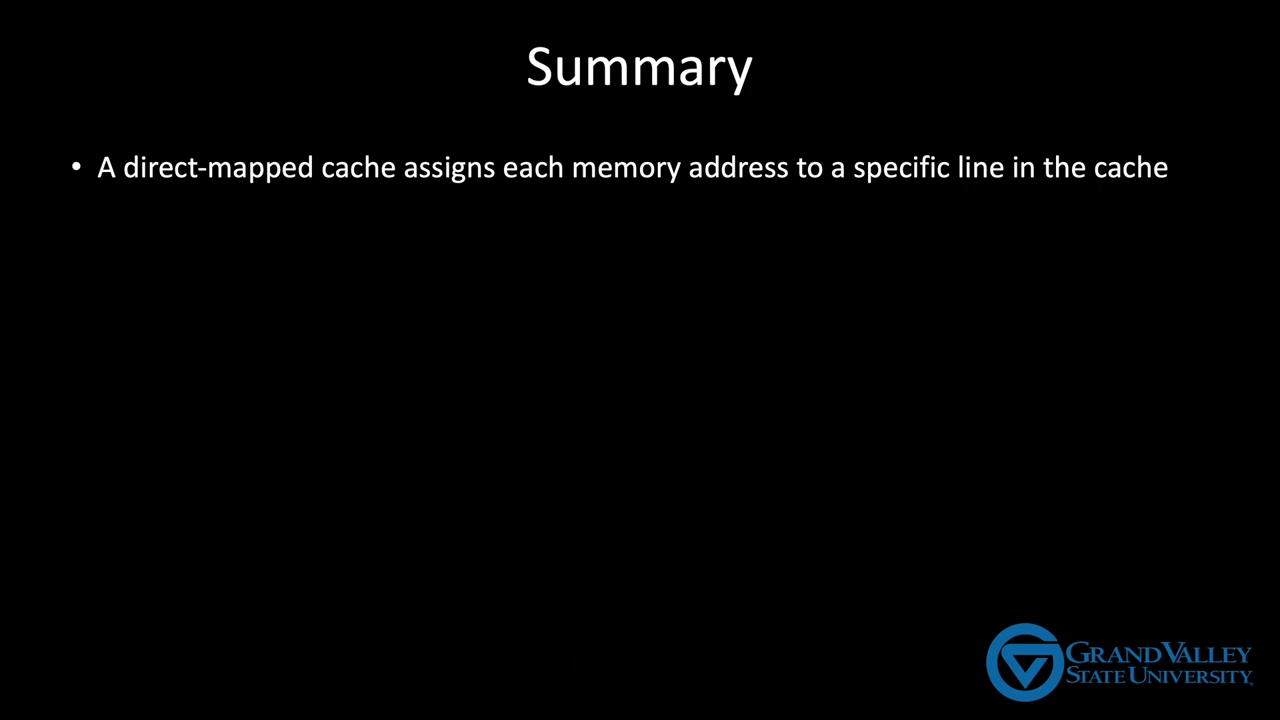 Summary
• A direct-mapped cache assigns each memory address to a specific line in the cache
GRAND VALLEY
STATE UNIVERSITY